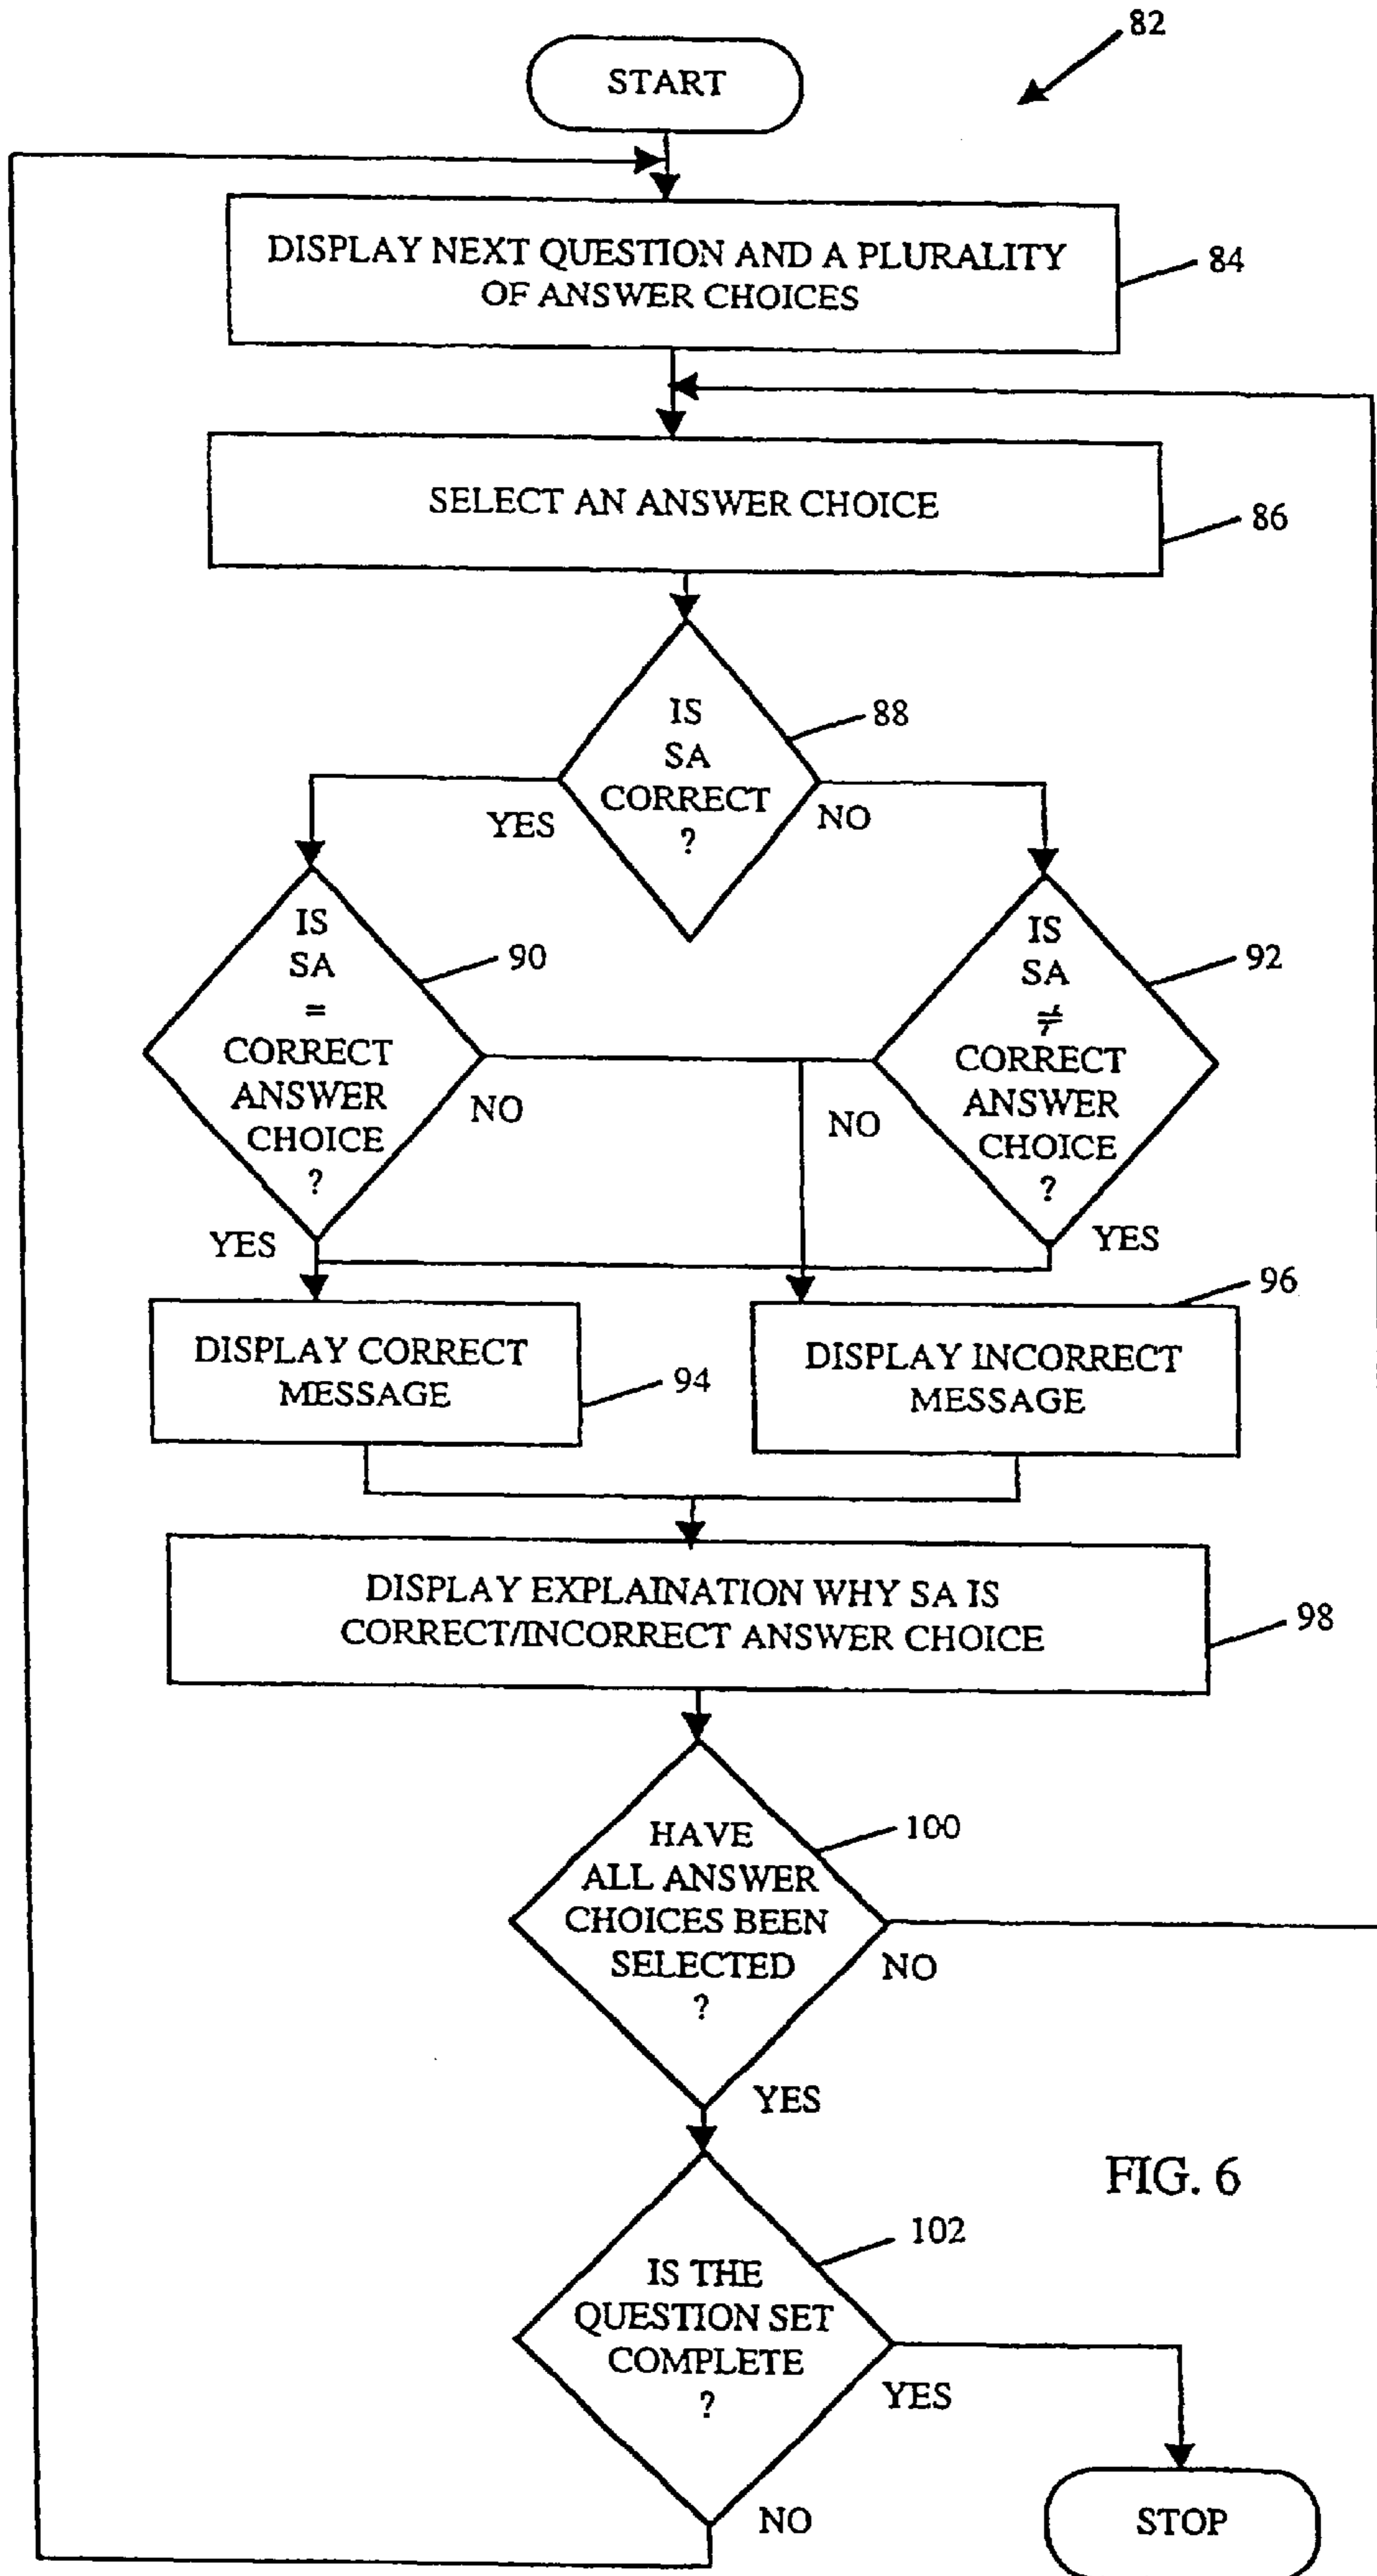 82
START
DISPLAY NEXT QUESTION AND A PLURALITY
OF ANSWER CHOICES
84
SELECT AN ANSWER CHOICE
86
IS
SA
CORRECT
?
88
YES
NO
IS
SA
=
CORRECT
ANSWER
CHOICE
?
90
NO
YES
IS
SA
≠
CORRECT
ANSWER
CHOICE
?
92
NO
YES
DISPLAY CORRECT
MESSAGE
94
DISPLAY INCORRECT
MESSAGE
96
DISPLAY EXPLAINATION WHY SA IS
CORRECT/INCORRECT ANSWER CHOICE
98
HAVE
ALL ANSWER
CHOICES BEEN
SELECTED
?
100
NO
YES
FIG. 6
IS THE
QUESTION SET
COMPLETE
?
102
YES
NO
STOP